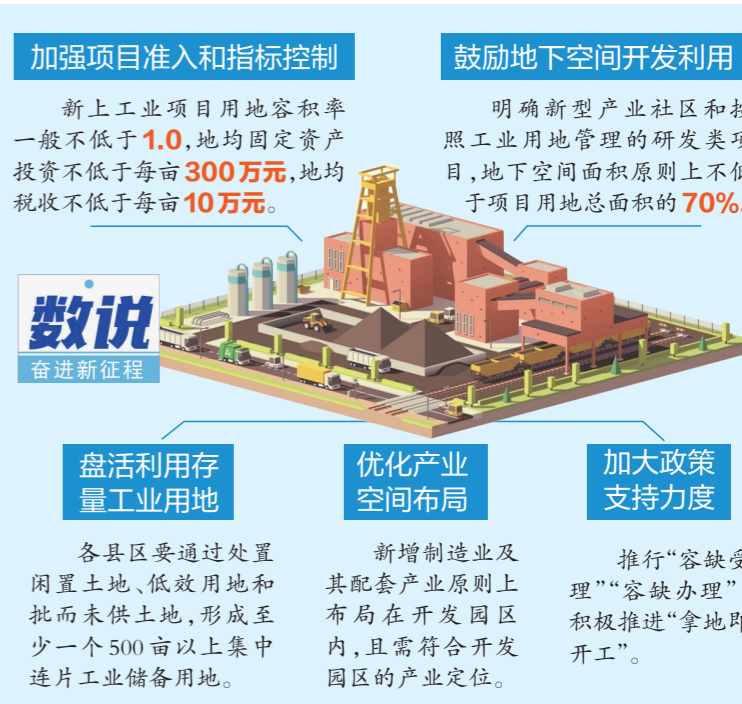 加强项目准入和指标控制
新上工业项目用地容积率
一般不低于1.0,地均固定资产
投资不低于每亩300万元,地均
税收不低于每亩10万元。
鼓励地下空间开发利用
明确新型产业社区和按
照工业用地管理的研发类项
目,地下空间面积原则上不低
于项目用地总面积的70%。
数说
奋进新征程
盘活利用存
量工业用地
各县区要通过处置
闲置土地、低效用地和
批而未供土地,形成至
少一个500亩以上集中
连片工业储备用地。
优化产业
空间布局
新增制造业及
其配套产业原则上
布局在开发园区
内,且需符合开发
园区的产业定位。
加大政策
支持力度
推行“容缺受
理”“容缺办理”
积极推进“拿地即
开工”。